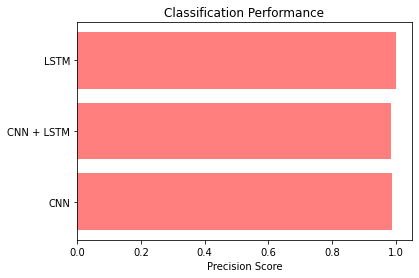 Classification Performance
LSTM
CNN + LSTM
CNN
0.0 0.2 0.4 0.6 0.8 1.0
Precision Score